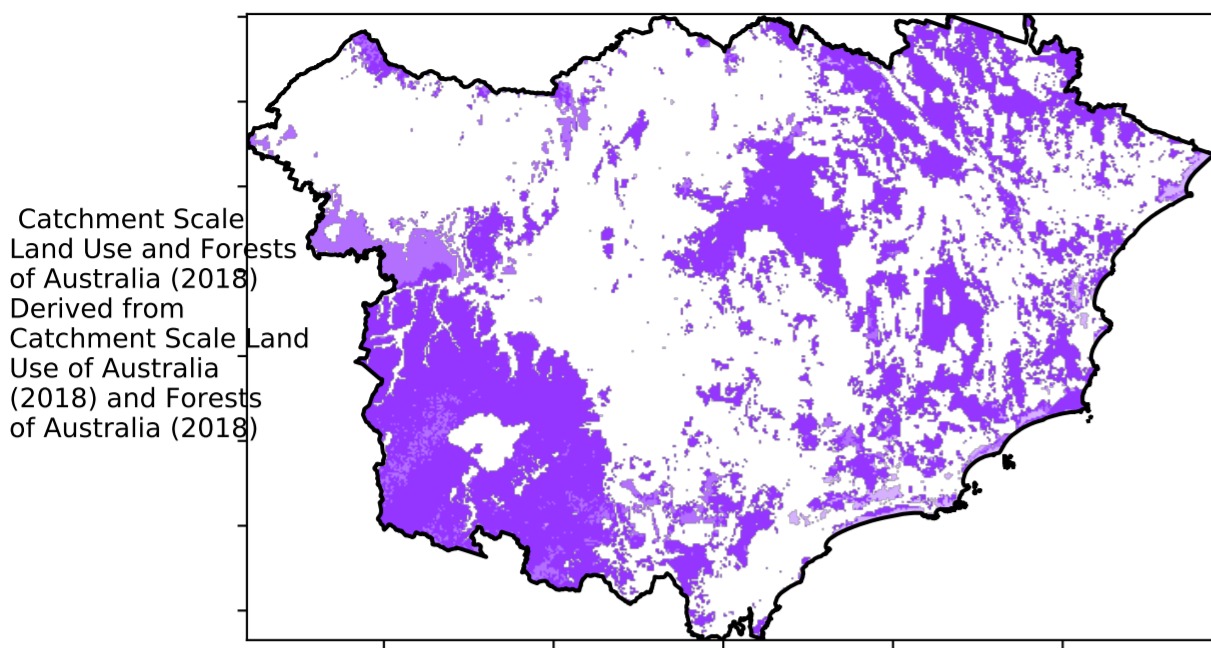 Catchment Scale
Land Use and Forests
of Australia (2018)
Derived from
Catchment Scale Land
Use of Australia
(2018) and Forests
of Australia (2018)